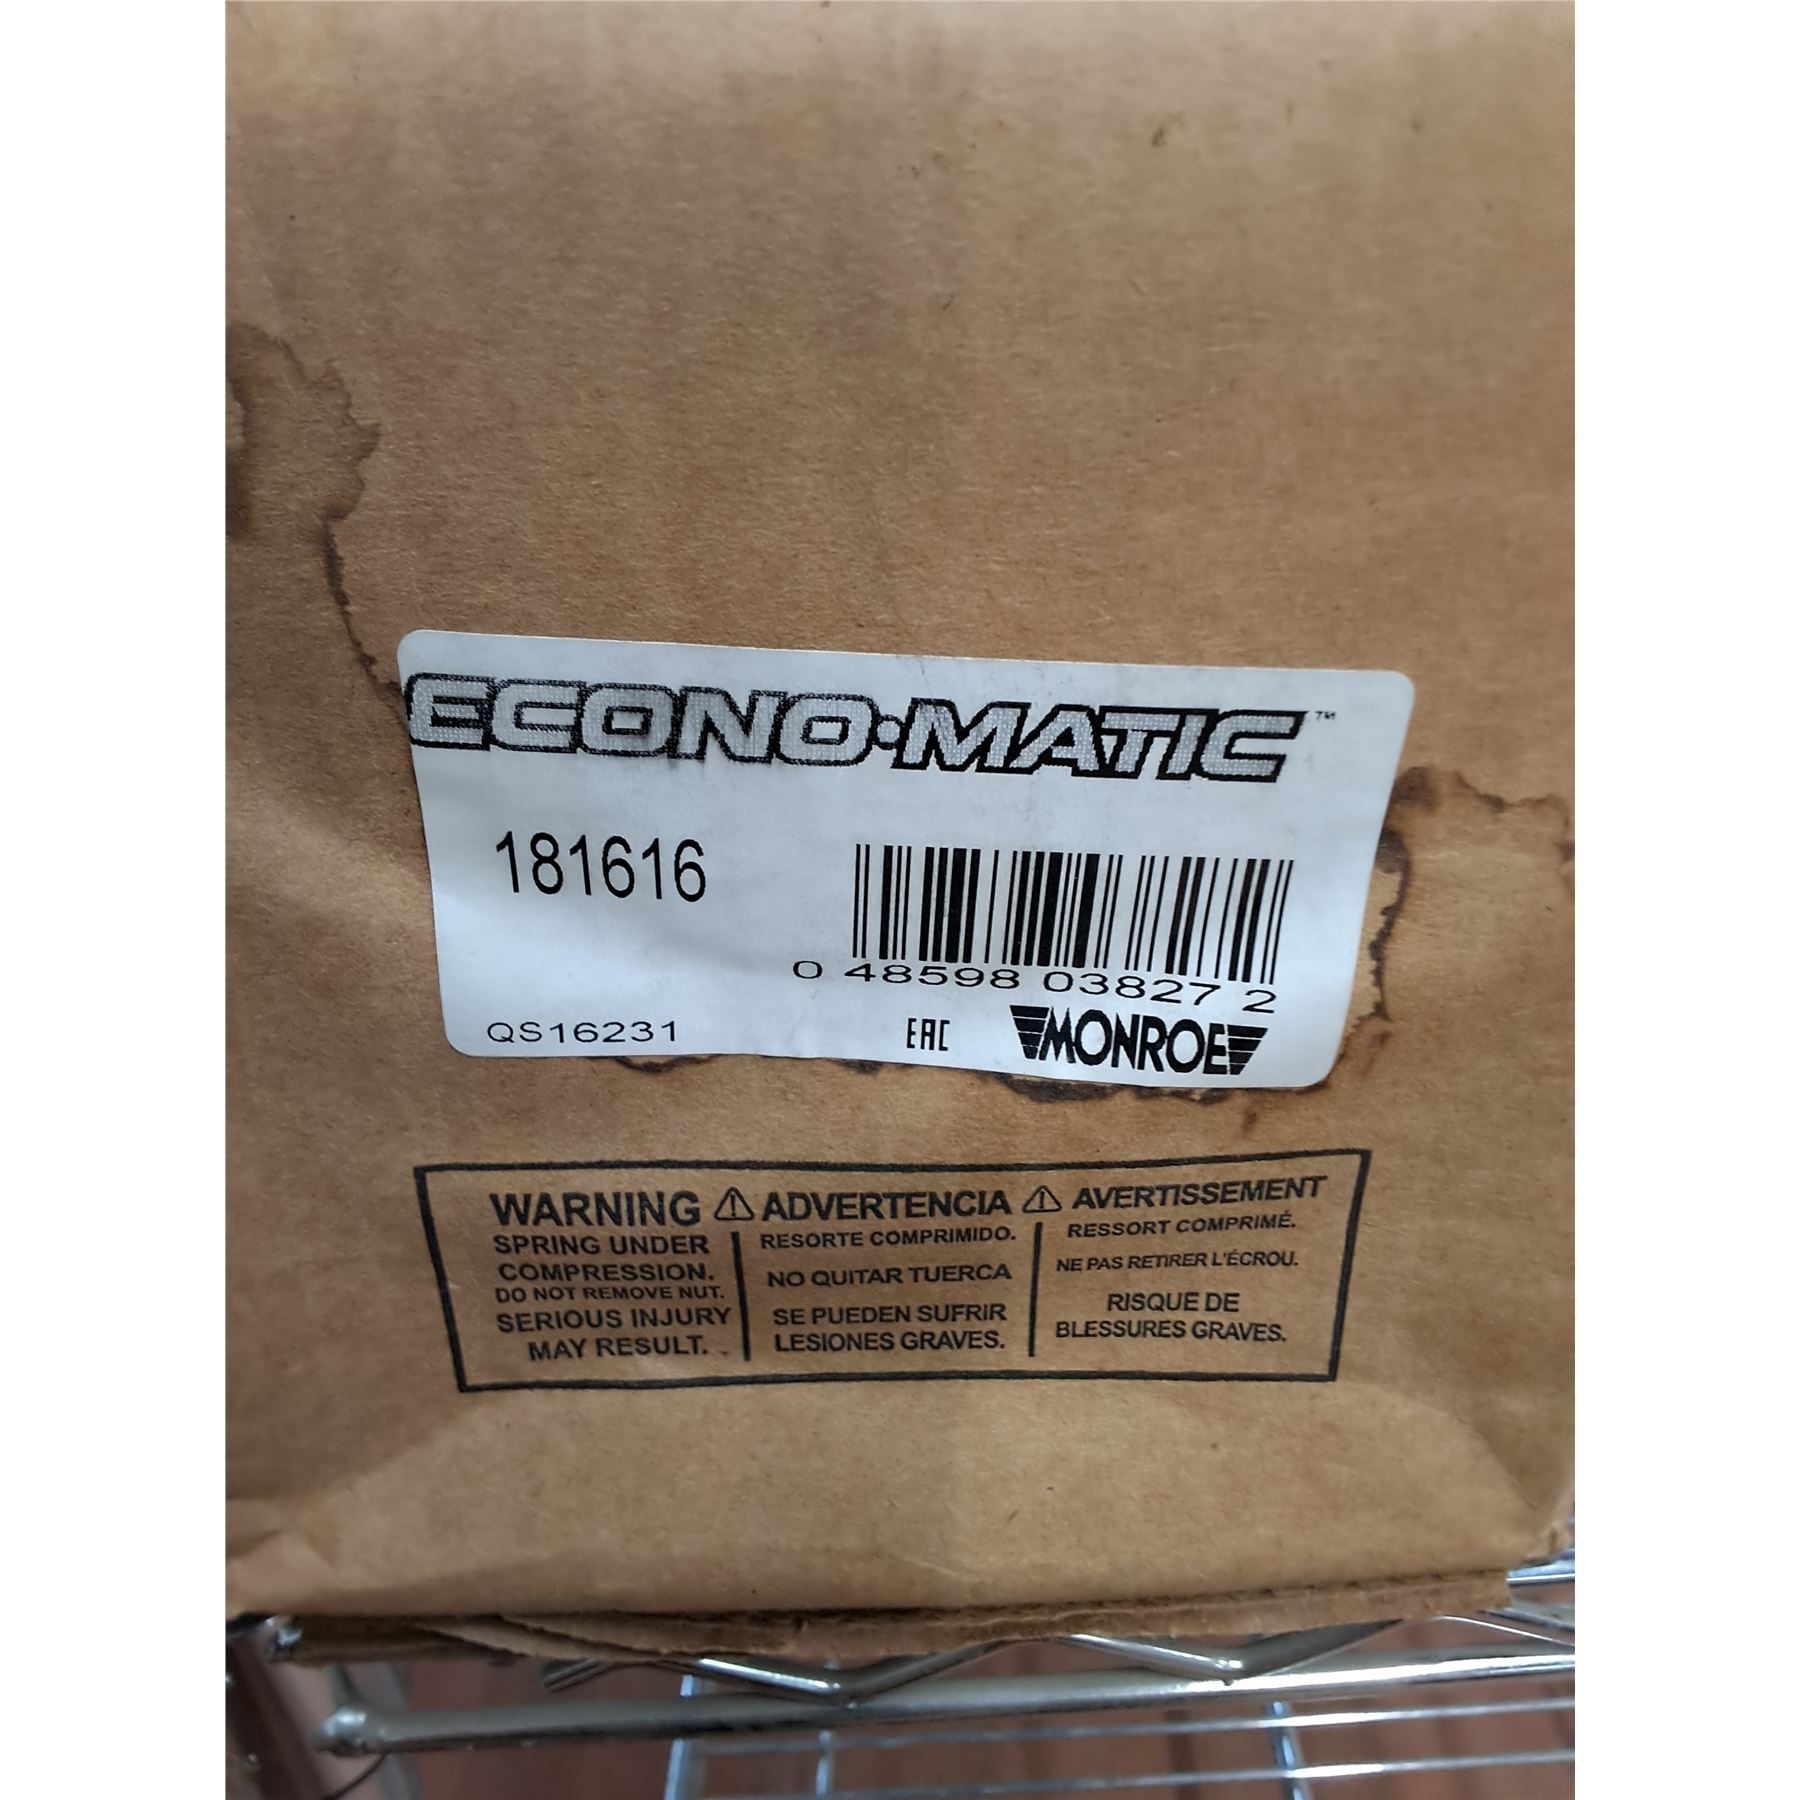 ECONO•MATIC™
181616
0 48598 03827 2
QS16231 EAC MONROE
WARNING ⚠ ADVERTENCIA ⚠ AVERTISSEMENT
SPRING UNDER
COMPRESSION.
DO NOT REMOVE NUT.
SERIOUS INJURY
MAY RESULT.
RESORTE COMPRIMIDO.
NO QUITAR TUERCA
SE PUEDEN SUFRIR
LESIONES GRAVES.
RESSORT COMPRIMÉ.
NE PAS RETIRER L'ÉCROU.
RISQUE DE
BLESSURES GRAVES.